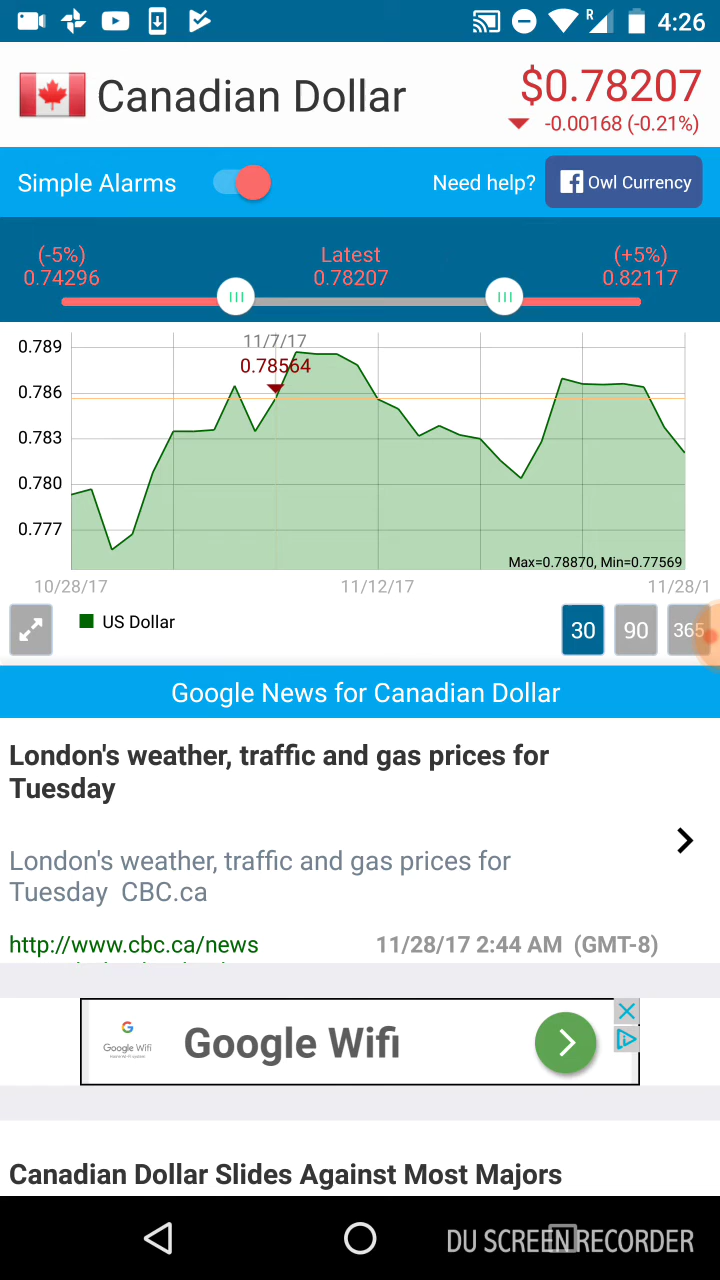 R 4:26
Canadian Dollar
$0.78207
-0.00168 (-0.21%)
Simple Alarms
Need help?
Owl Currency
(-5%)
0.74296
Latest
0.78207
(+5%)
0.82117
0.789
0.786
0.783
0.780
0.777
11/7/17
0.78564
Max=0.78870, Min=0.77569
10/28/17
11/12/17
11/28/1
US Dollar
30
90
365
Google News for Canadian Dollar
London's weather, traffic and gas prices for
Tuesday
London's weather, traffic and gas prices for
Tuesday CBC.ca
http://www.cbc.ca/news
11/28/17 2:44 AM (GMT-8)
Google Wifi
Google Wifi
Canadian Dollar Slides Against Most Majors
DU SCREEN RECORDER